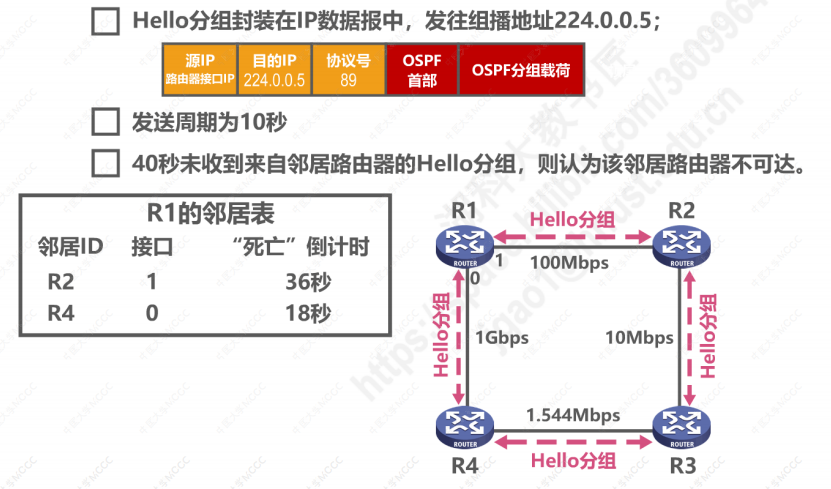 Hello分组封装在IP数据报中，发往组播地址224.0.0.5；
源IP 目的IP 协议号 OSPF OSPF分组载荷
路由器接口IP 224.0.0.5 89 首部
发送周期为10秒
40秒未收到来自邻居路由器的Hello分组，则认为该邻居路由器不可达。
R1的邻居表
邻居ID 接口 “死亡”倒计时
R2 1 36秒
R4 0 18秒
R1 Hello分组 R2
ROUTER 1 100Mbps ROUTER
0
Hello分组 1Gbps 10Mbps Hello分组
1.544Mbps
ROUTER ROUTER
R4 Hello分组 R3